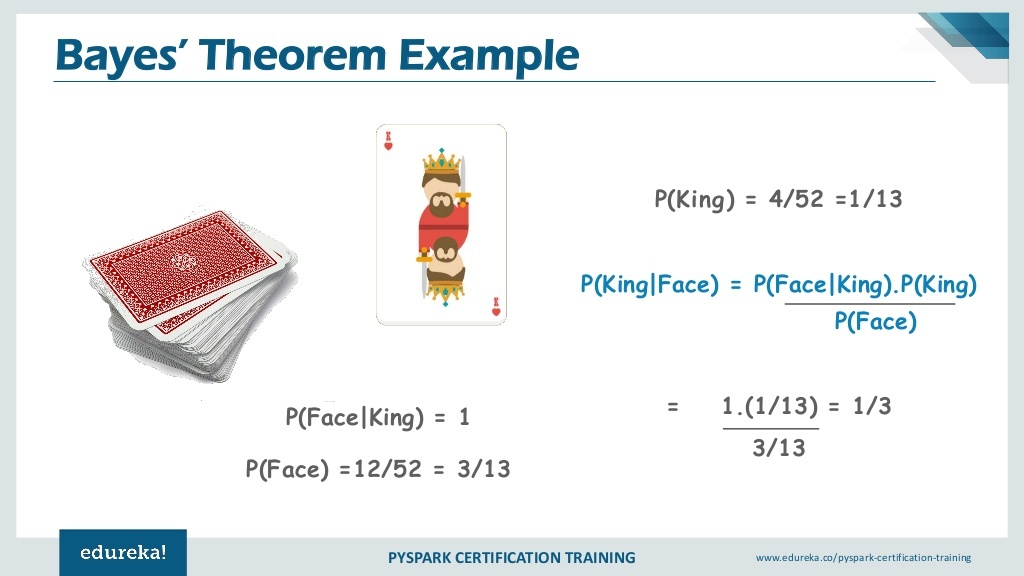 Bayes’ Theorem Example
K
K
P(King) = 4/52 =1/13
P(King|Face) = P(Face|King).P(King)
P(Face)
= 1.(1/13) = 1/3
3/13
P(Face|King) = 1
P(Face) =12/52 = 3/13
edureka!
PYSPARK CERTIFICATION TRAINING
www.edureka.co/pyspark-certification-training